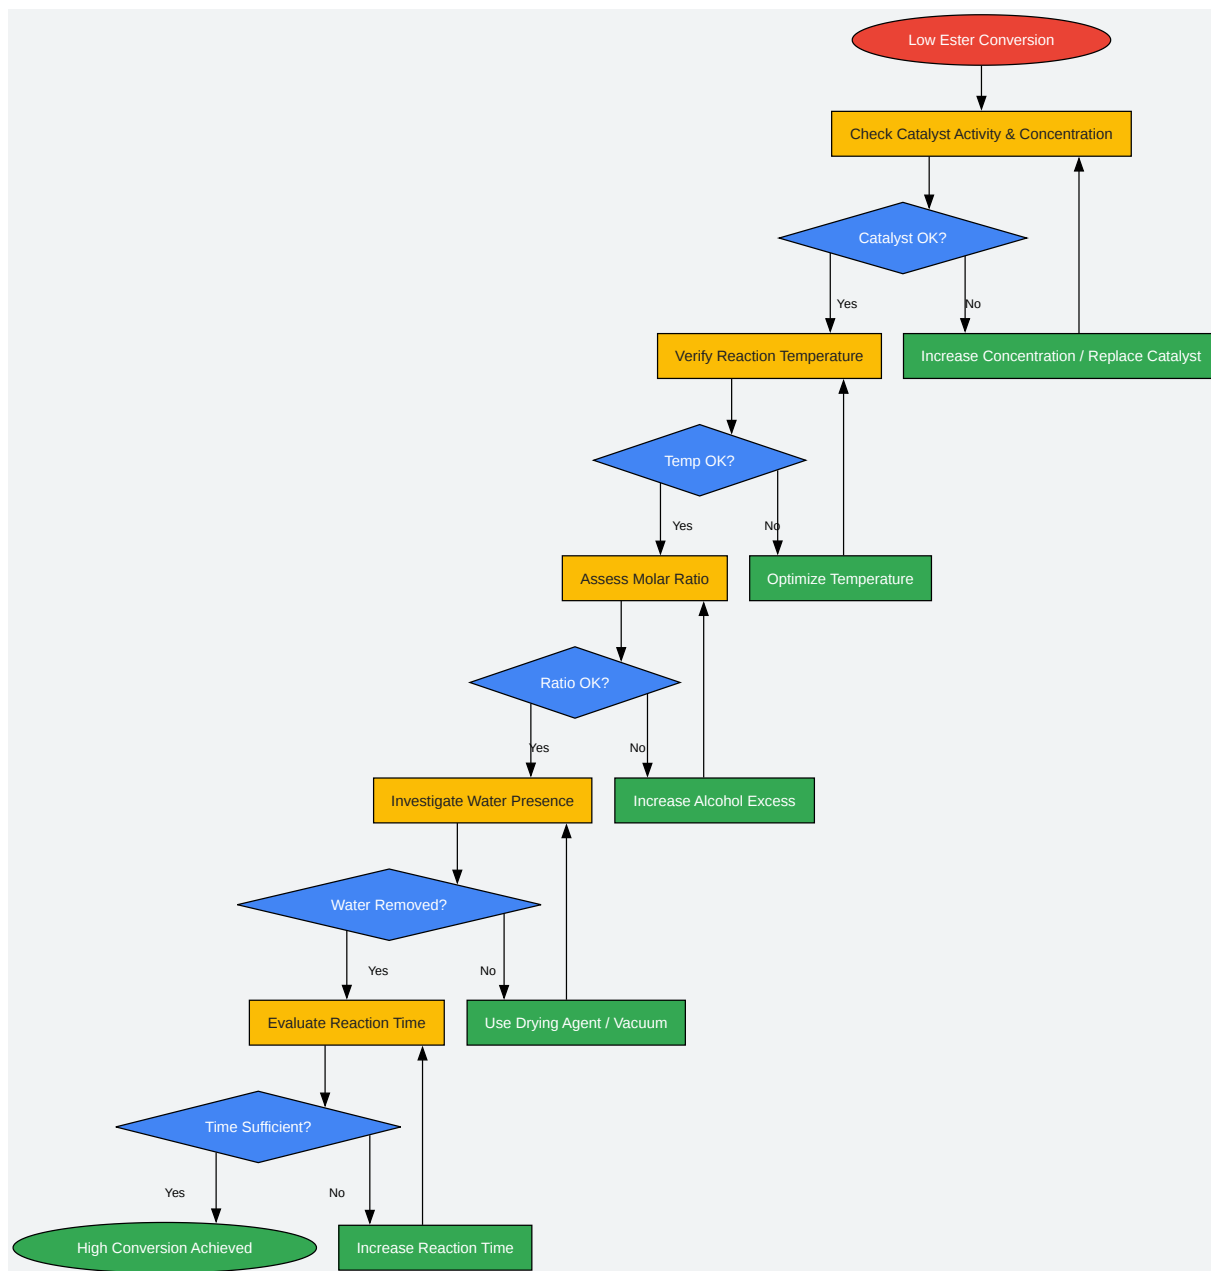 Low Ester Conversion
Check Catalyst Activity & Concentration
Catalyst OK?
Yes
No
Verify Reaction Temperature
Increase Concentration / Replace Catalyst
Temp OK?
Yes
No
Assess Molar Ratio
Optimize Temperature
Ratio OK?
Yes
No
Investigate Water Presence
Increase Alcohol Excess
Water Removed?
Yes
No
Evaluate Reaction Time
Use Drying Agent / Vacuum
Time Sufficient?
Yes
No
High Conversion Achieved
Increase Reaction Time